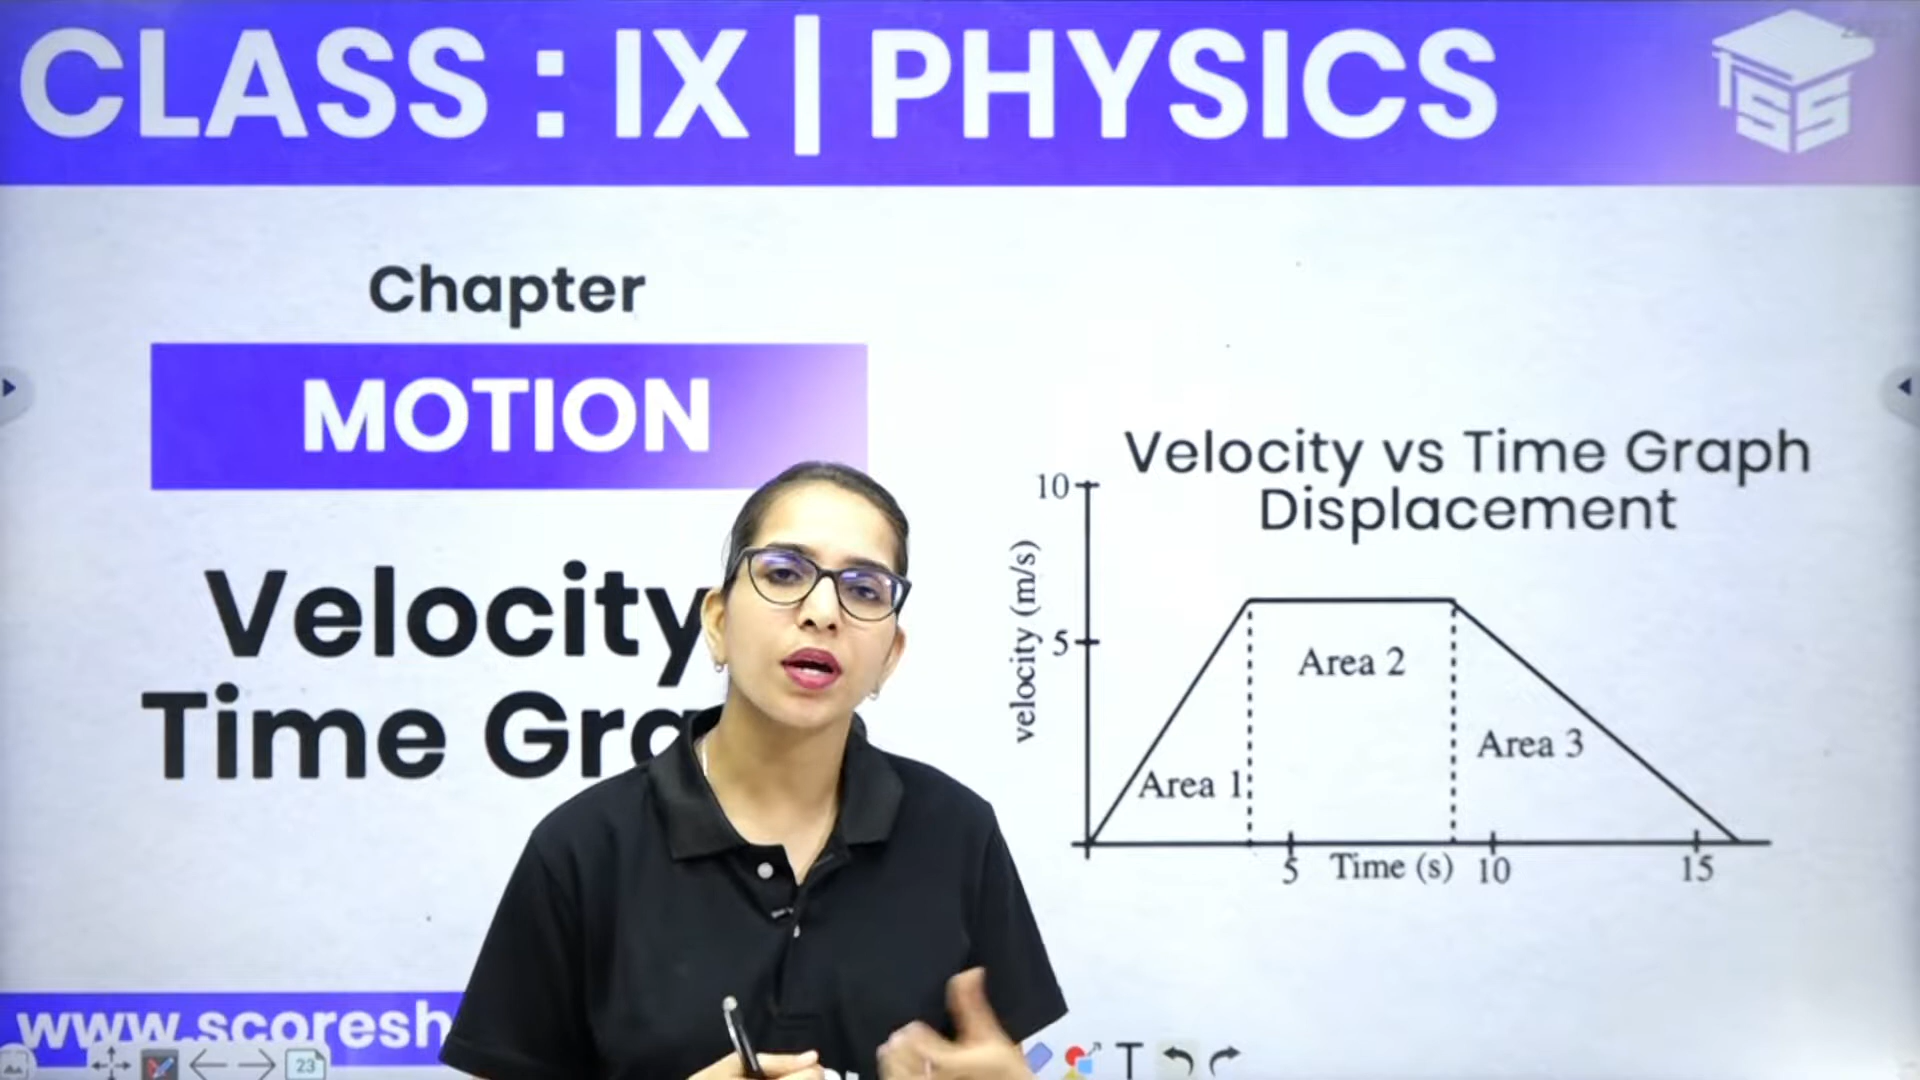 CLASS : IX | PHYSICS
SS
Chapter
MOTION
Velocity
Time Gra
Velocity vs Time Graph
Displacement
10
5
velocity (m/s)
Area 1
Area 2
Area 3
5 Time (s) 10 15
www.scoresh
23
T